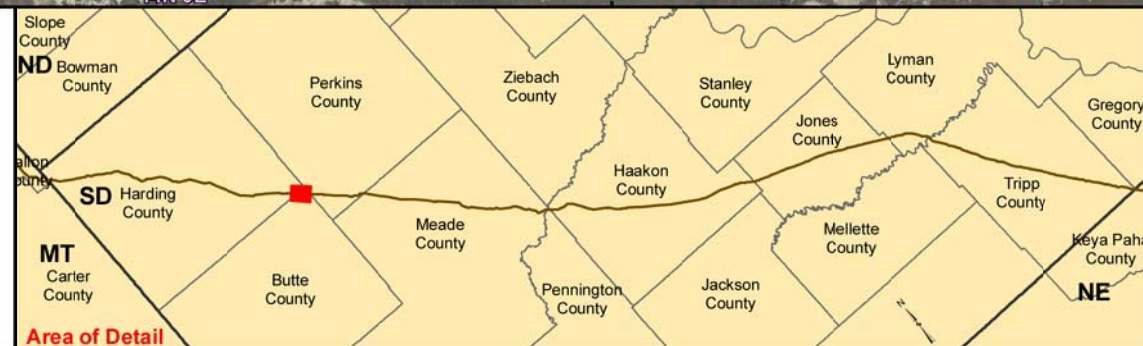 Slope
County
ND
Bowman
County
Perkins
County
Ziebach
County
Stanley
County
Lyman
County
Gregory
County
Jones
County
Haakon
County
SD
Harding
County
Tripp
County
Meade
County
Mellette
County
MT
Carter
County
Butte
County
Pennington
County
Jackson
County
Keya Paha
County
NE
N
Area of Detail